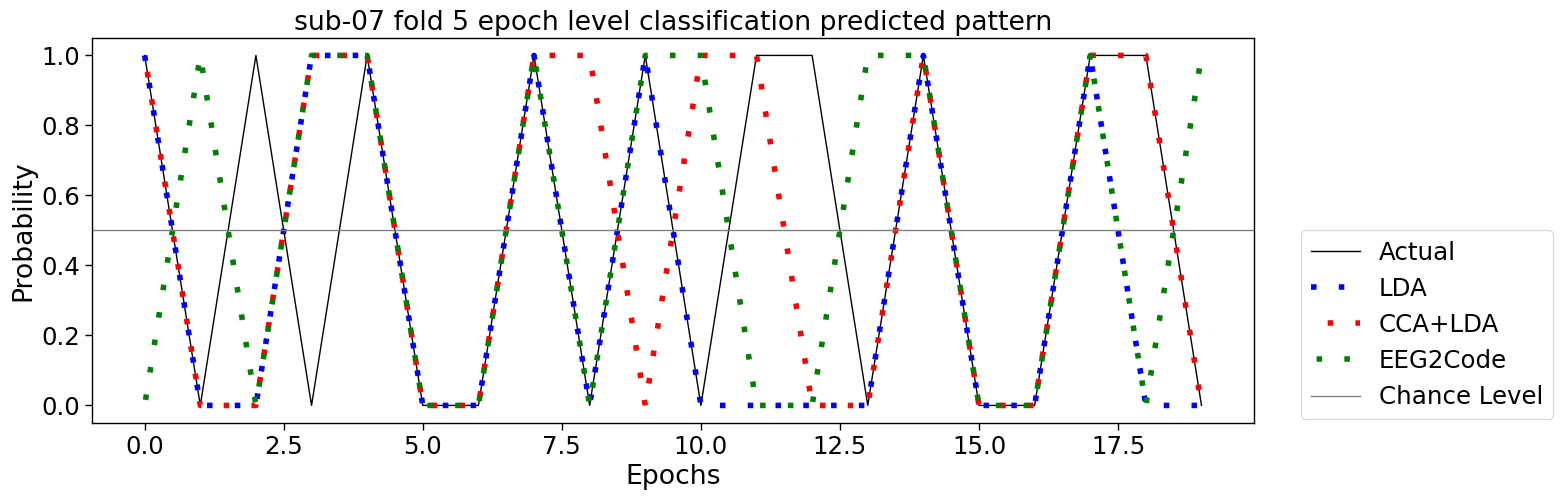 sub-07 fold 5 epoch level classification predicted pattern
Probability
1.0
0.8
0.6
0.4
0.2
0.0
0.0 2.5 5.0 7.5 10.0 12.5 15.0 17.5
Epochs
Actual
LDA
CCA+LDA
EEG2Code
Chance Level